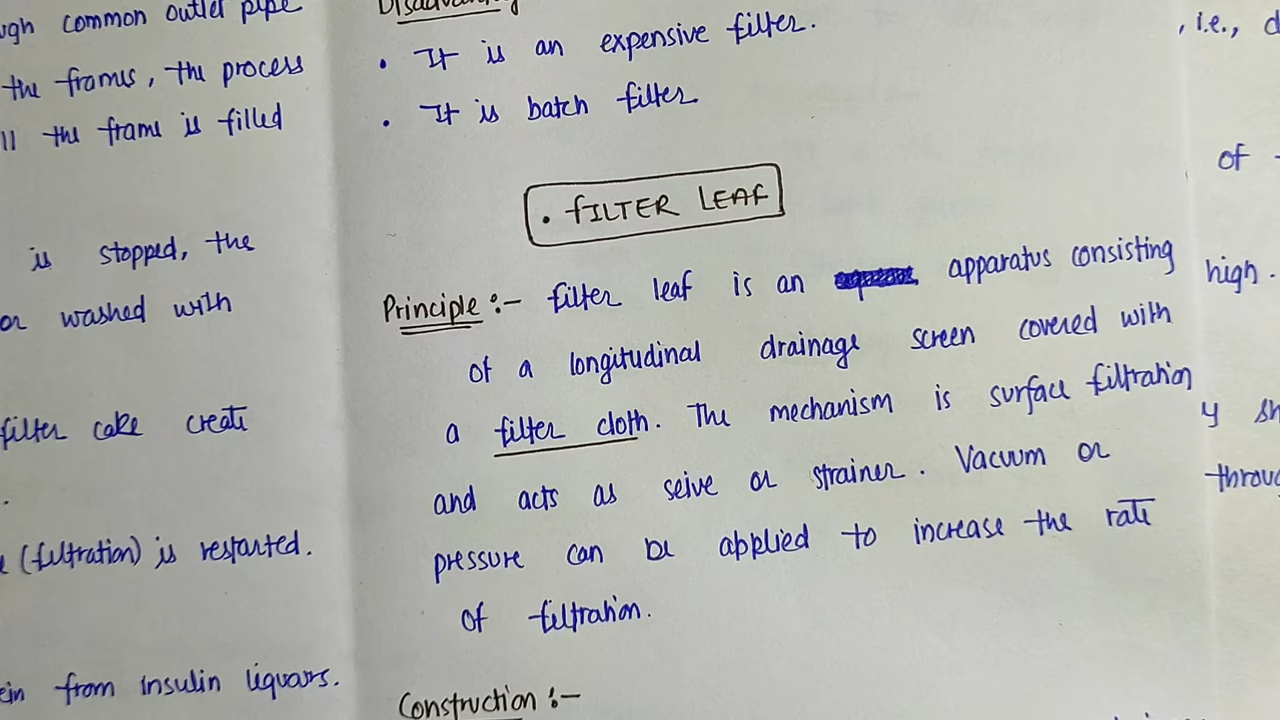 ugh common outlet pipe
the frames, the process
ll the frame is filled
is stopped, the
or washed with
filter cake create
(filtration) is restarted.
from insulin liquors.
• It is an expensive filter.
• It is batch filter
• FILTER LEAF
Principle :- Filter leaf is an apparatus consisting
of a longitudinal drainage screen covered with
a filter cloth. The mechanism is surface filtration
and acts as seive or strainer. Vacuum or
pressure can be applied to increase the rate
of filtration.
Construction :-
, i.e., d
of
high.
y sh
throug